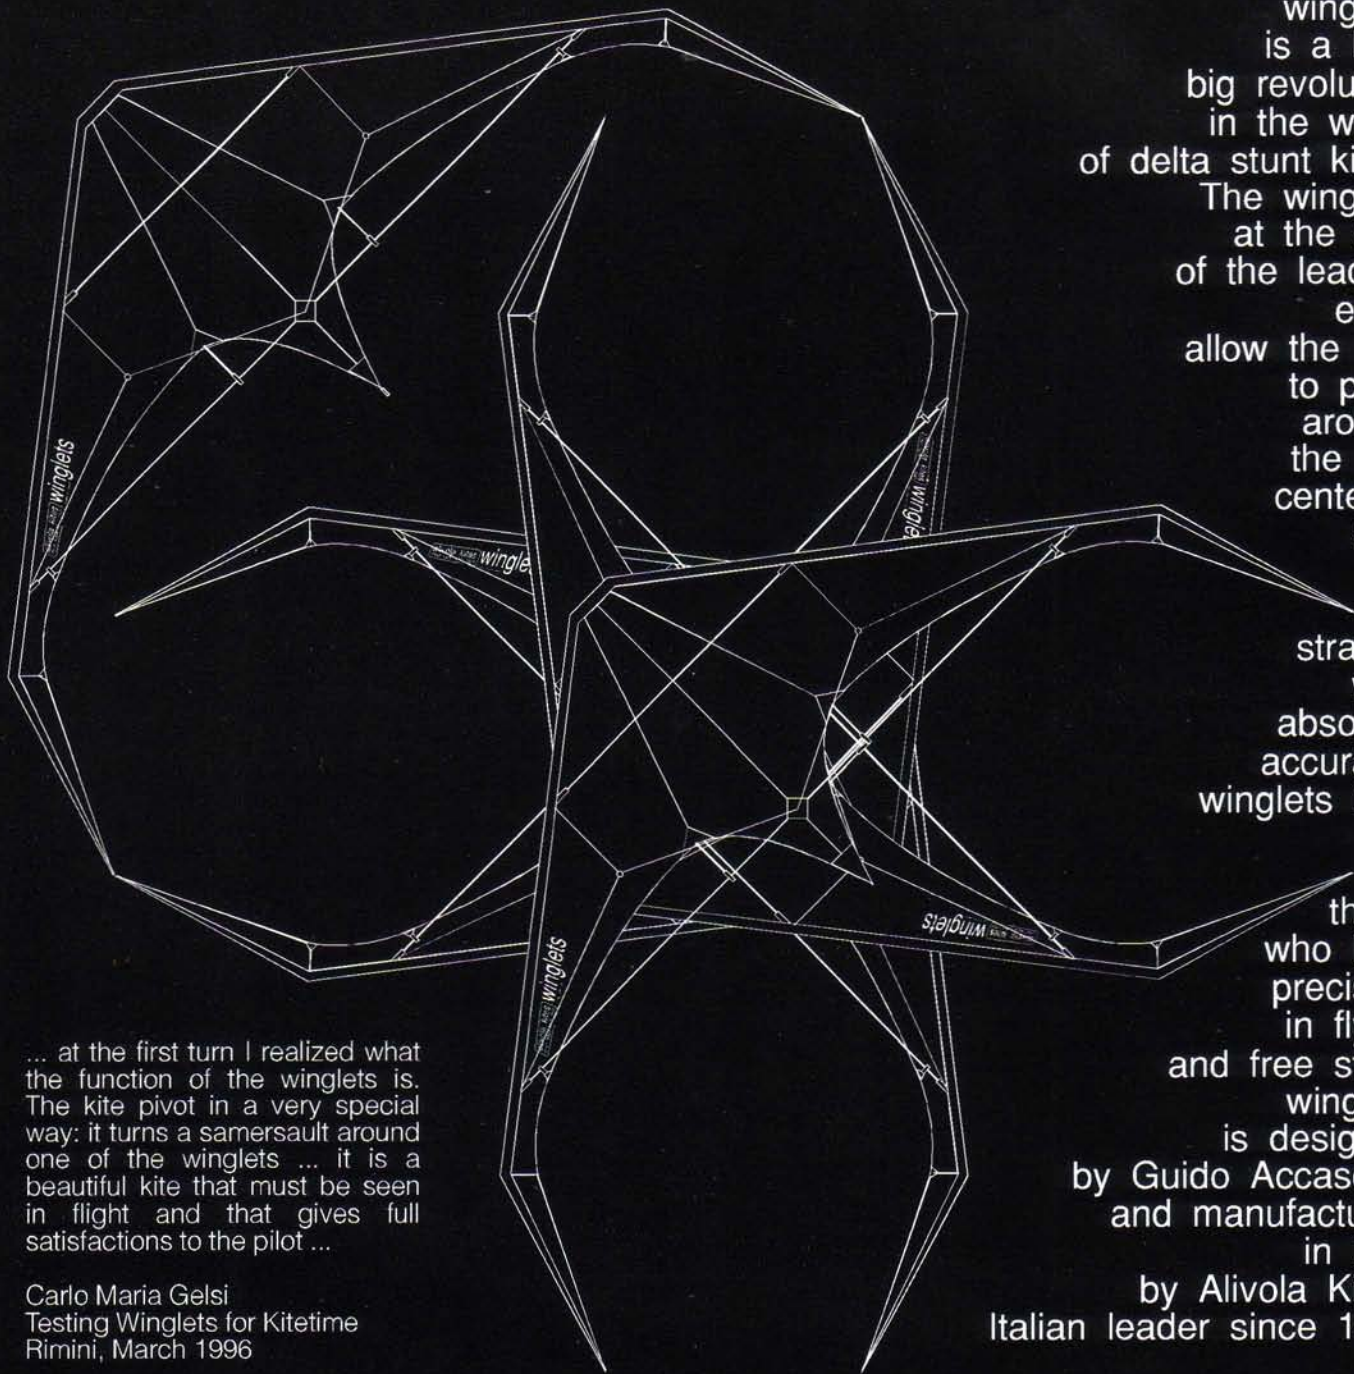 wing
is a
big revolu
in the w
of delta stunt ki
The wing
at the
of the lead
e
allow the
to p
aro
the
cente
stra
abso
accura
winglets
th
who
precis
in fl
and free s
wing
is desig
by Guido Accas
and manufactu
in
by Alivola K
Italian leader since 1
winglets
winglet
wingle
winglets
winglets
... at the first turn I realized what
the function of the winglets is.
The kite pivot in a very special
way: it turns a samersault around
one of the winglets ... it is a
beautiful kite that must be seen
in flight and that gives full
satisfactions to the pilot ...
Carlo Maria Gelsi
Testing Winglets for Kitetime
Rimini, March 1996